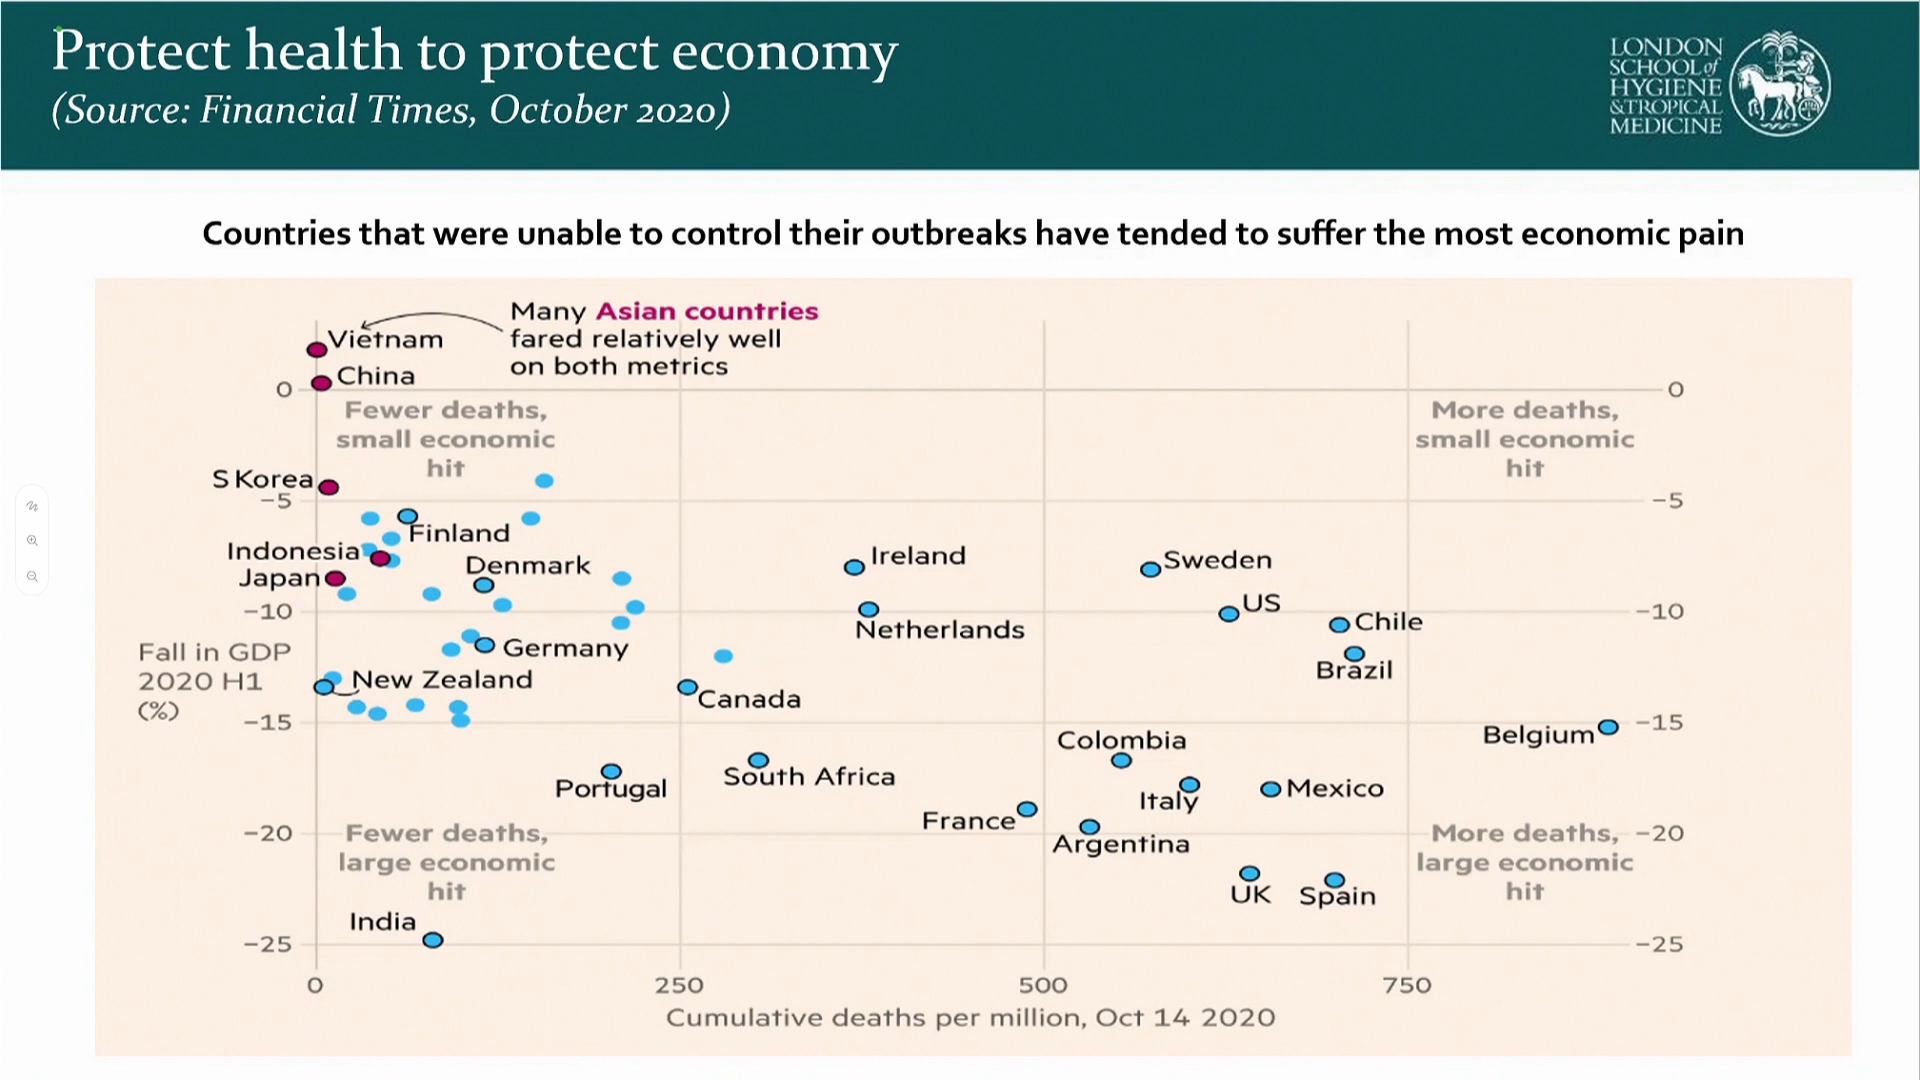 Protect health to protect economy
(Source: Financial Times, October 2020)
LONDON
SCHOOL of
HYGIENE
&TROPICAL
MEDICINE
Countries that were unable to control their outbreaks have tended to suffer the most economic pain
Many Asian countries
fared relatively well
on both metrics
Vietnam
China
0
0
Fewer deaths,
small economic
hit
More deaths,
small economic
hit
S Korea
−5
−5
Finland
Indonesia
Japan
Denmark
Ireland
Sweden
−10
−10
US
Chile
Netherlands
Brazil
Germany
Fall in GDP
2020 H1
(%)
New Zealand
Canada
−15
−15
Belgium
Colombia
Portugal
South Africa
Italy
Mexico
France
Argentina
−20
−20
Fewer deaths,
large economic
hit
More deaths,
large economic
hit
UK
Spain
India
−25
−25
0
250
500
750
Cumulative deaths per million, Oct 14 2020